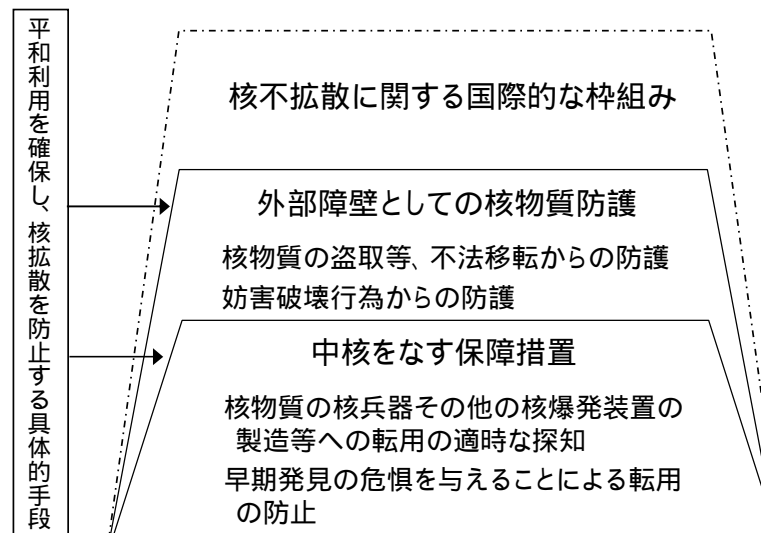 平和利用を確保し、核拡散を防止する具体的手段
核不拡散に関する国際的な枠組み
外部障壁としての核物質防護
核物質の盗取等、不法移転からの防護
妨害破壊行為からの防護
中核をなす保障措置
核物質の核兵器その他の核爆発装置の
製造等への転用の適時な探知
早期発見の危惧を与えることによる転用
の防止